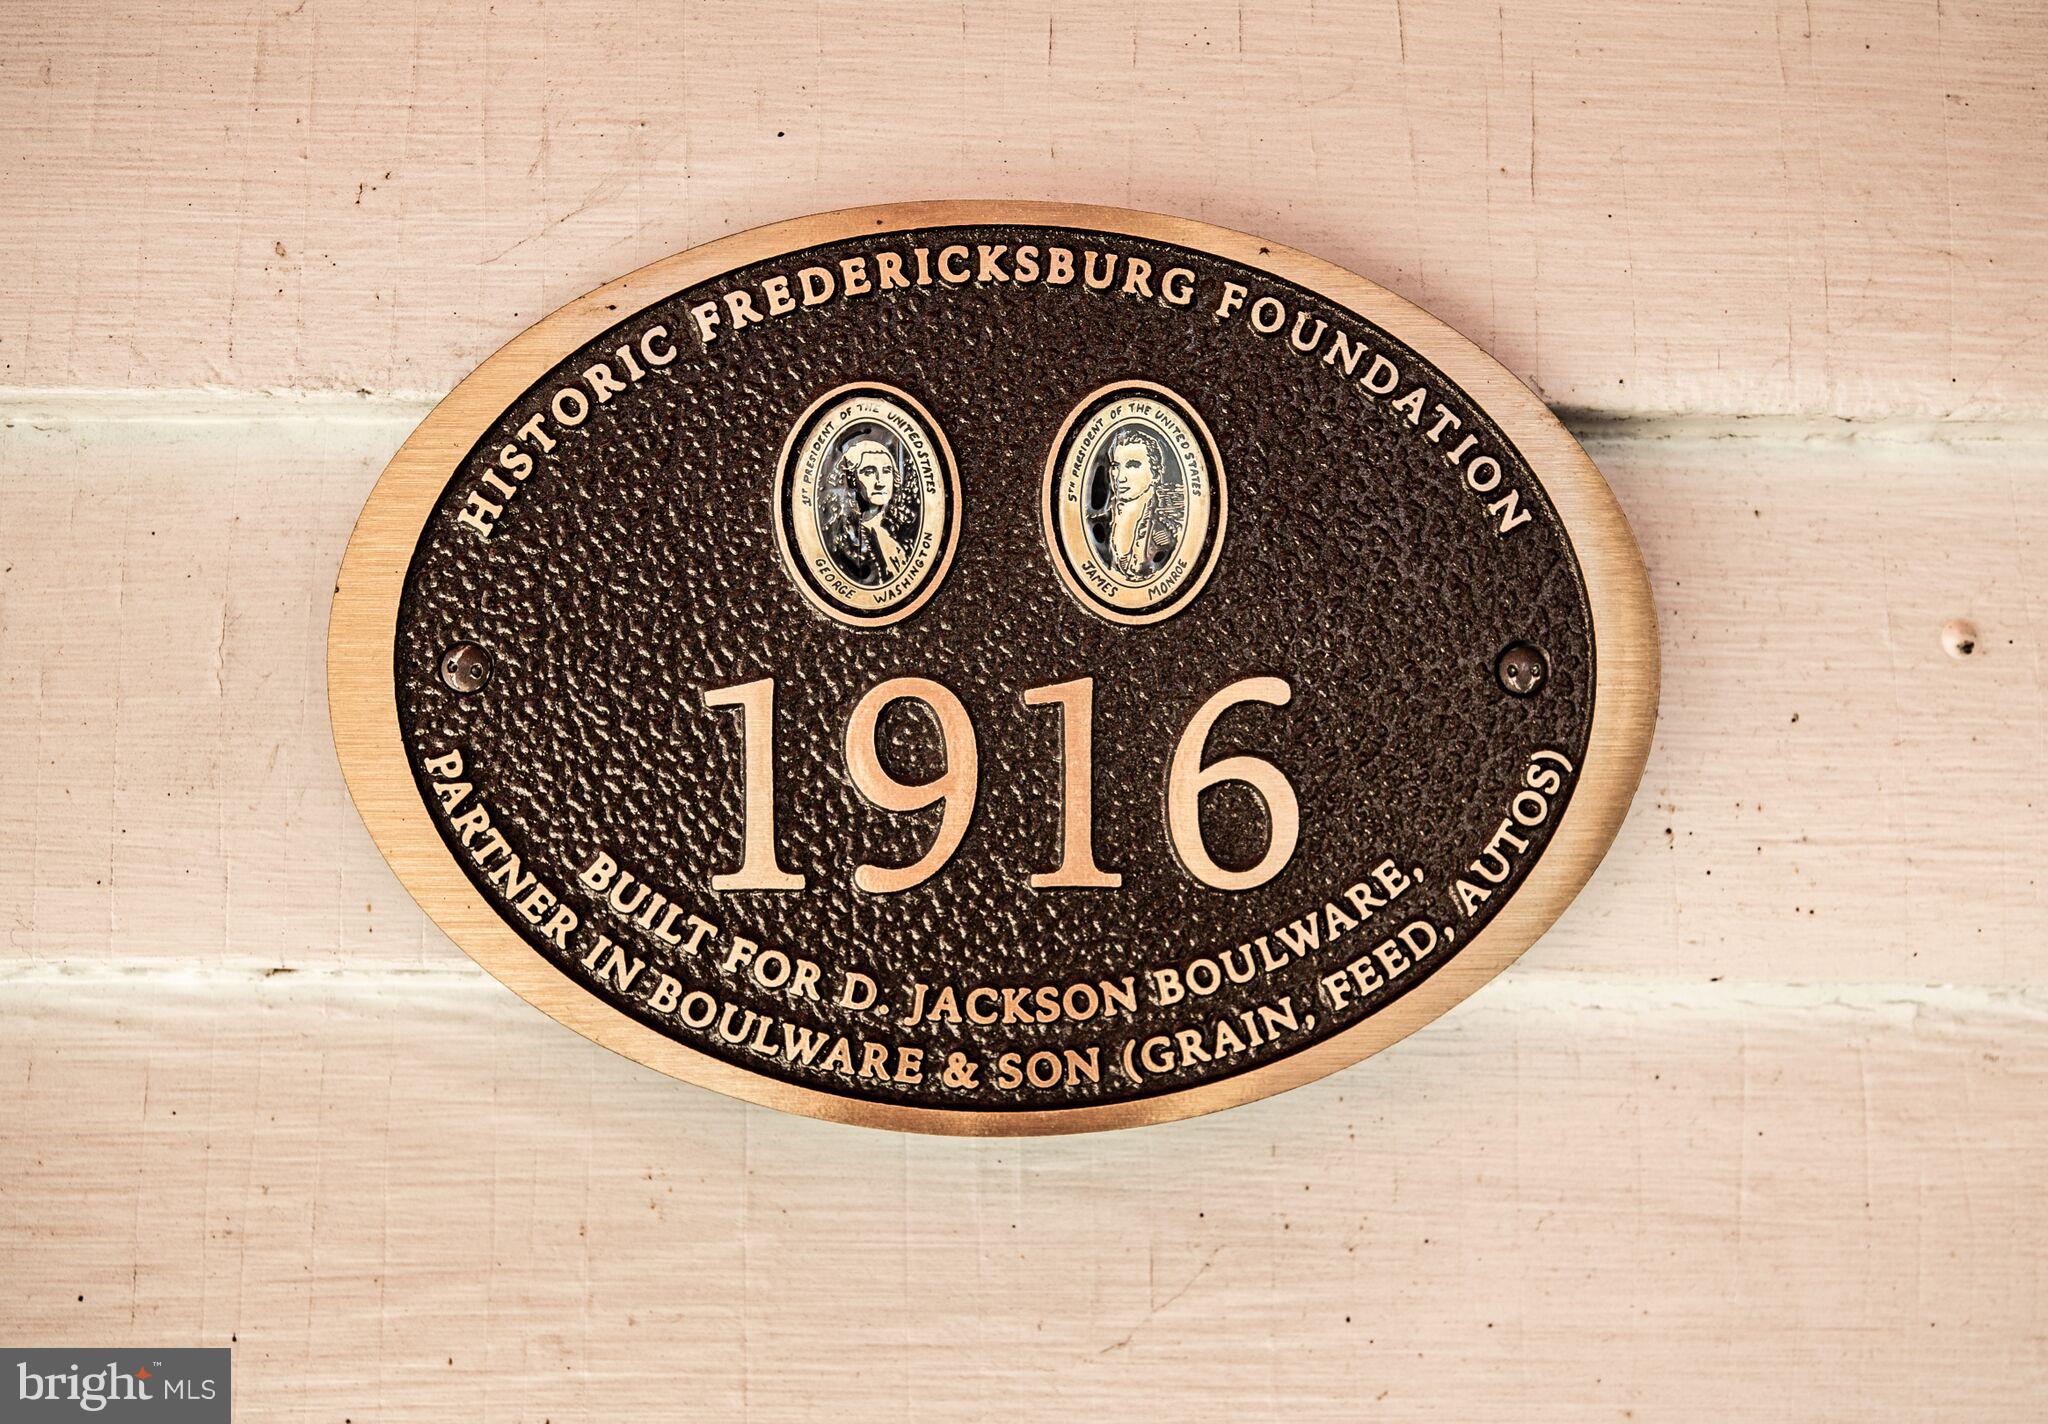 HISTORIC FREDERICKSBURG FOUNDATION
1ST PRESIDENT OF THE UNITED STATES
GEORGE WASHINGTON
5TH PRESIDENT OF THE UNITED STATES
JAMES MONROE
1916
BUILT FOR D. JACKSON BOULWARE,
PARTNER IN BOULWARE & SON (GRAIN, FEED, AUTOS)
bright™ MLS